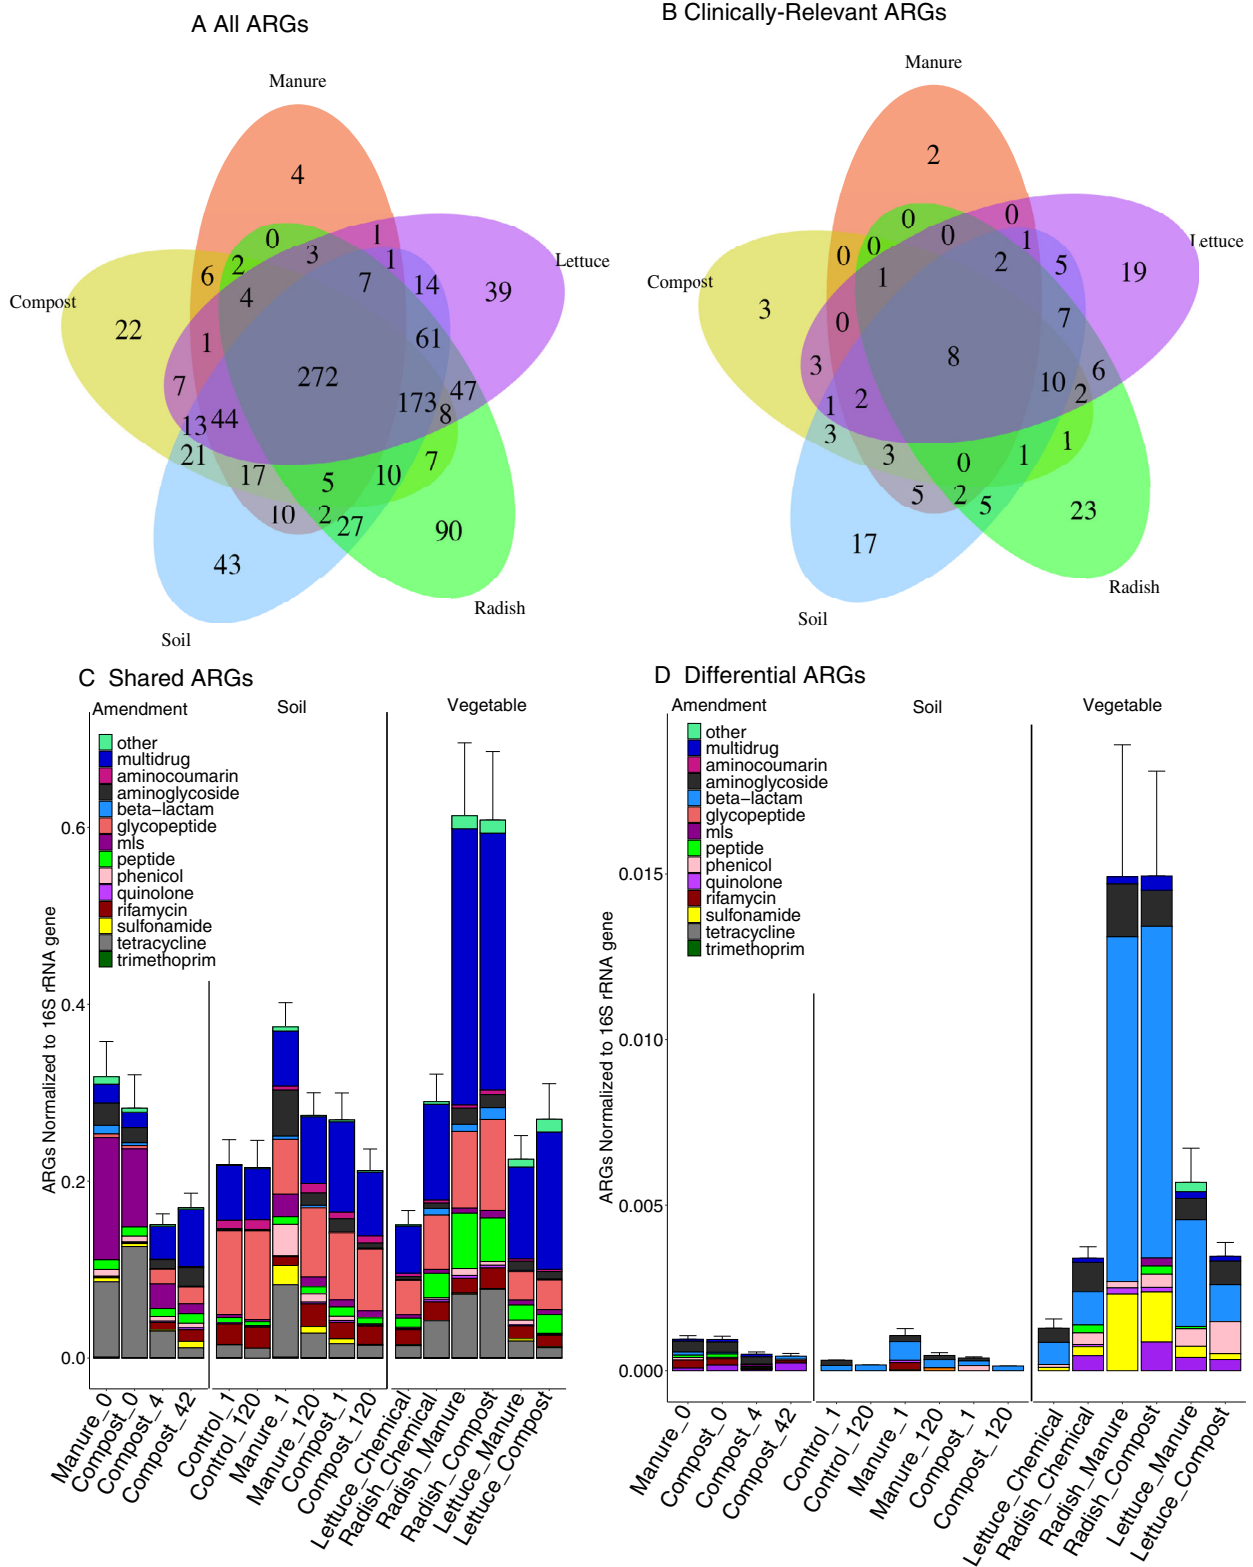 A All ARGs
B Clinically-Relevant ARGs
Manure
4
Lettuce
Compost
0
1
3
1
2
6
7
14
39
4
22
1
61
272
7
47
173
8
13
44
21
17
7
10
5
10
2
27
90
43
Radish
Soil
Manure
2
Lettuce
Compost
0
0
0
1
0
0
2
5
19
1
3
0
7
8
3
6
10
2
2
1
3
3
1
1
0
5
2
5
23
17
Radish
Soil
C Shared ARGs
Amendment
Soil
Vegetable
other
multidrug
aminocoumarin
aminoglycoside
beta-lactam
glycopeptide
mls
peptide
phenicol
quinolone
rifamycin
sulfonamide
tetracycline
trimethoprim
ARGs Normalized to 16S rRNA gene
0.6
0.4
0.2
0.0
Manure_0
Compost_0
Compost_4
Compost_42
Control_1
Control_120
Manure_1
Manure_120
Compost_1
Compost_120
Lettuce_Chemical
Radish_Chemical
Radish_Manure
Radish_Compost
Lettuce_Manure
Lettuce_Compost
D Differential ARGs
Amendment
Soil
Vegetable
other
multidrug
aminocoumarin
aminoglycoside
beta-lactam
glycopeptide
mls
peptide
phenicol
quinolone
rifamycin
sulfonamide
tetracycline
trimethoprim
ARGs Normalized to 16S rRNA gene
0.015
0.010
0.005
0.000
Manure_0
Compost_0
Compost_4
Compost_42
Control_1
Control_120
Manure_1
Manure_120
Compost_1
Compost_120
Lettuce_Chemical
Radish_Chemical
Radish_Manure
Radish_Compost
Lettuce_Manure
Lettuce_Compost